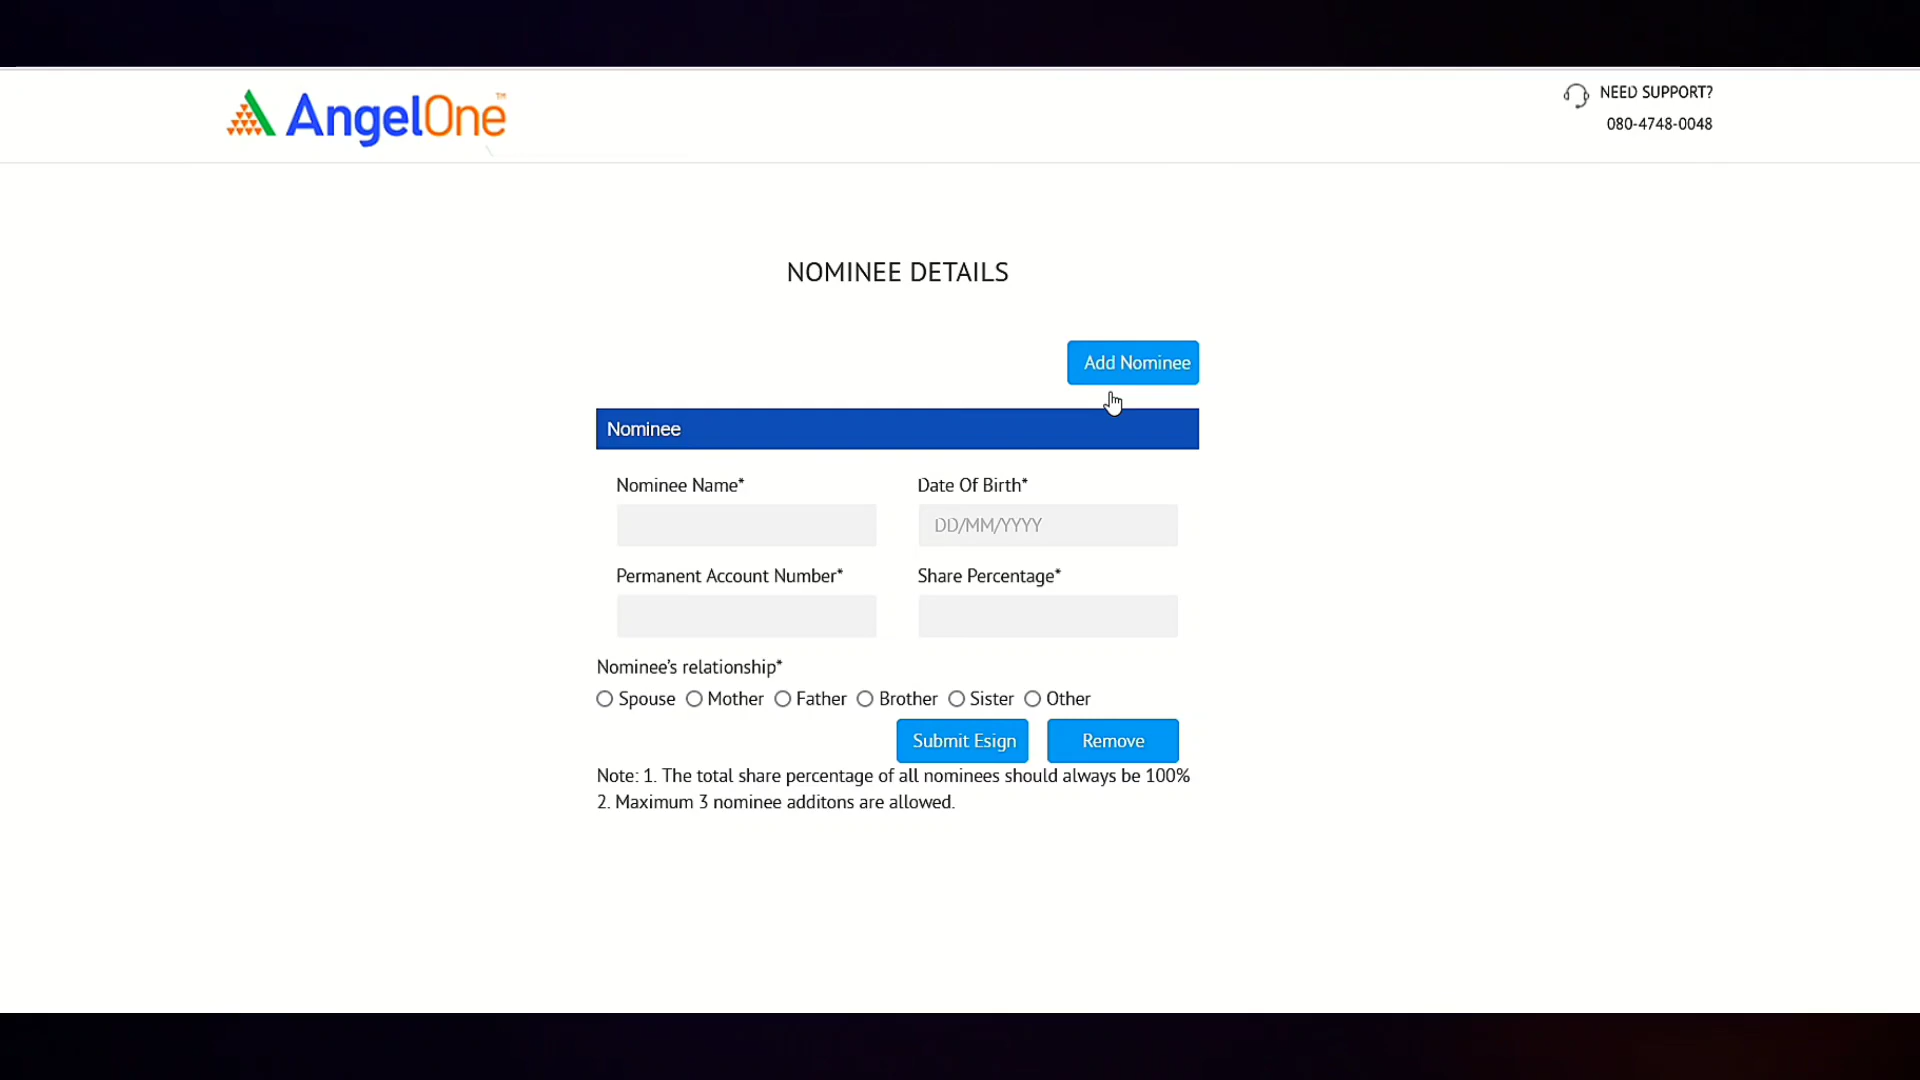 AngelOne™
NEED SUPPORT?
080-4748-0048
NOMINEE DETAILS
Add Nominee
Nominee
Nominee Name* Date Of Birth*
DD/MM/YYYY
Permanent Account Number* Share Percentage*
Nominee's relationship*
Spouse Mother Father Brother Sister Other
Submit Esign Remove
Note: 1. The total share percentage of all nominees should always be 100%
2. Maximum 3 nominee additons are allowed.